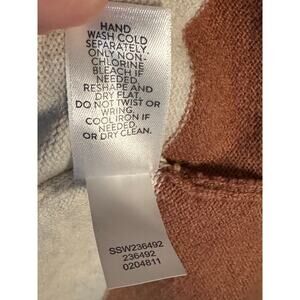 HAND
WASH COLD
SEPARATELY.
ONLY NON-
CHLORINE
BLEACH IF
NEEDED.
RESHAPE AND
DRY FLAT.
DO NOT TWIST OR
WRING.
COOL IRON IF
NEEDED.
OR DRY CLEAN.
SSW236492
236492
0204811